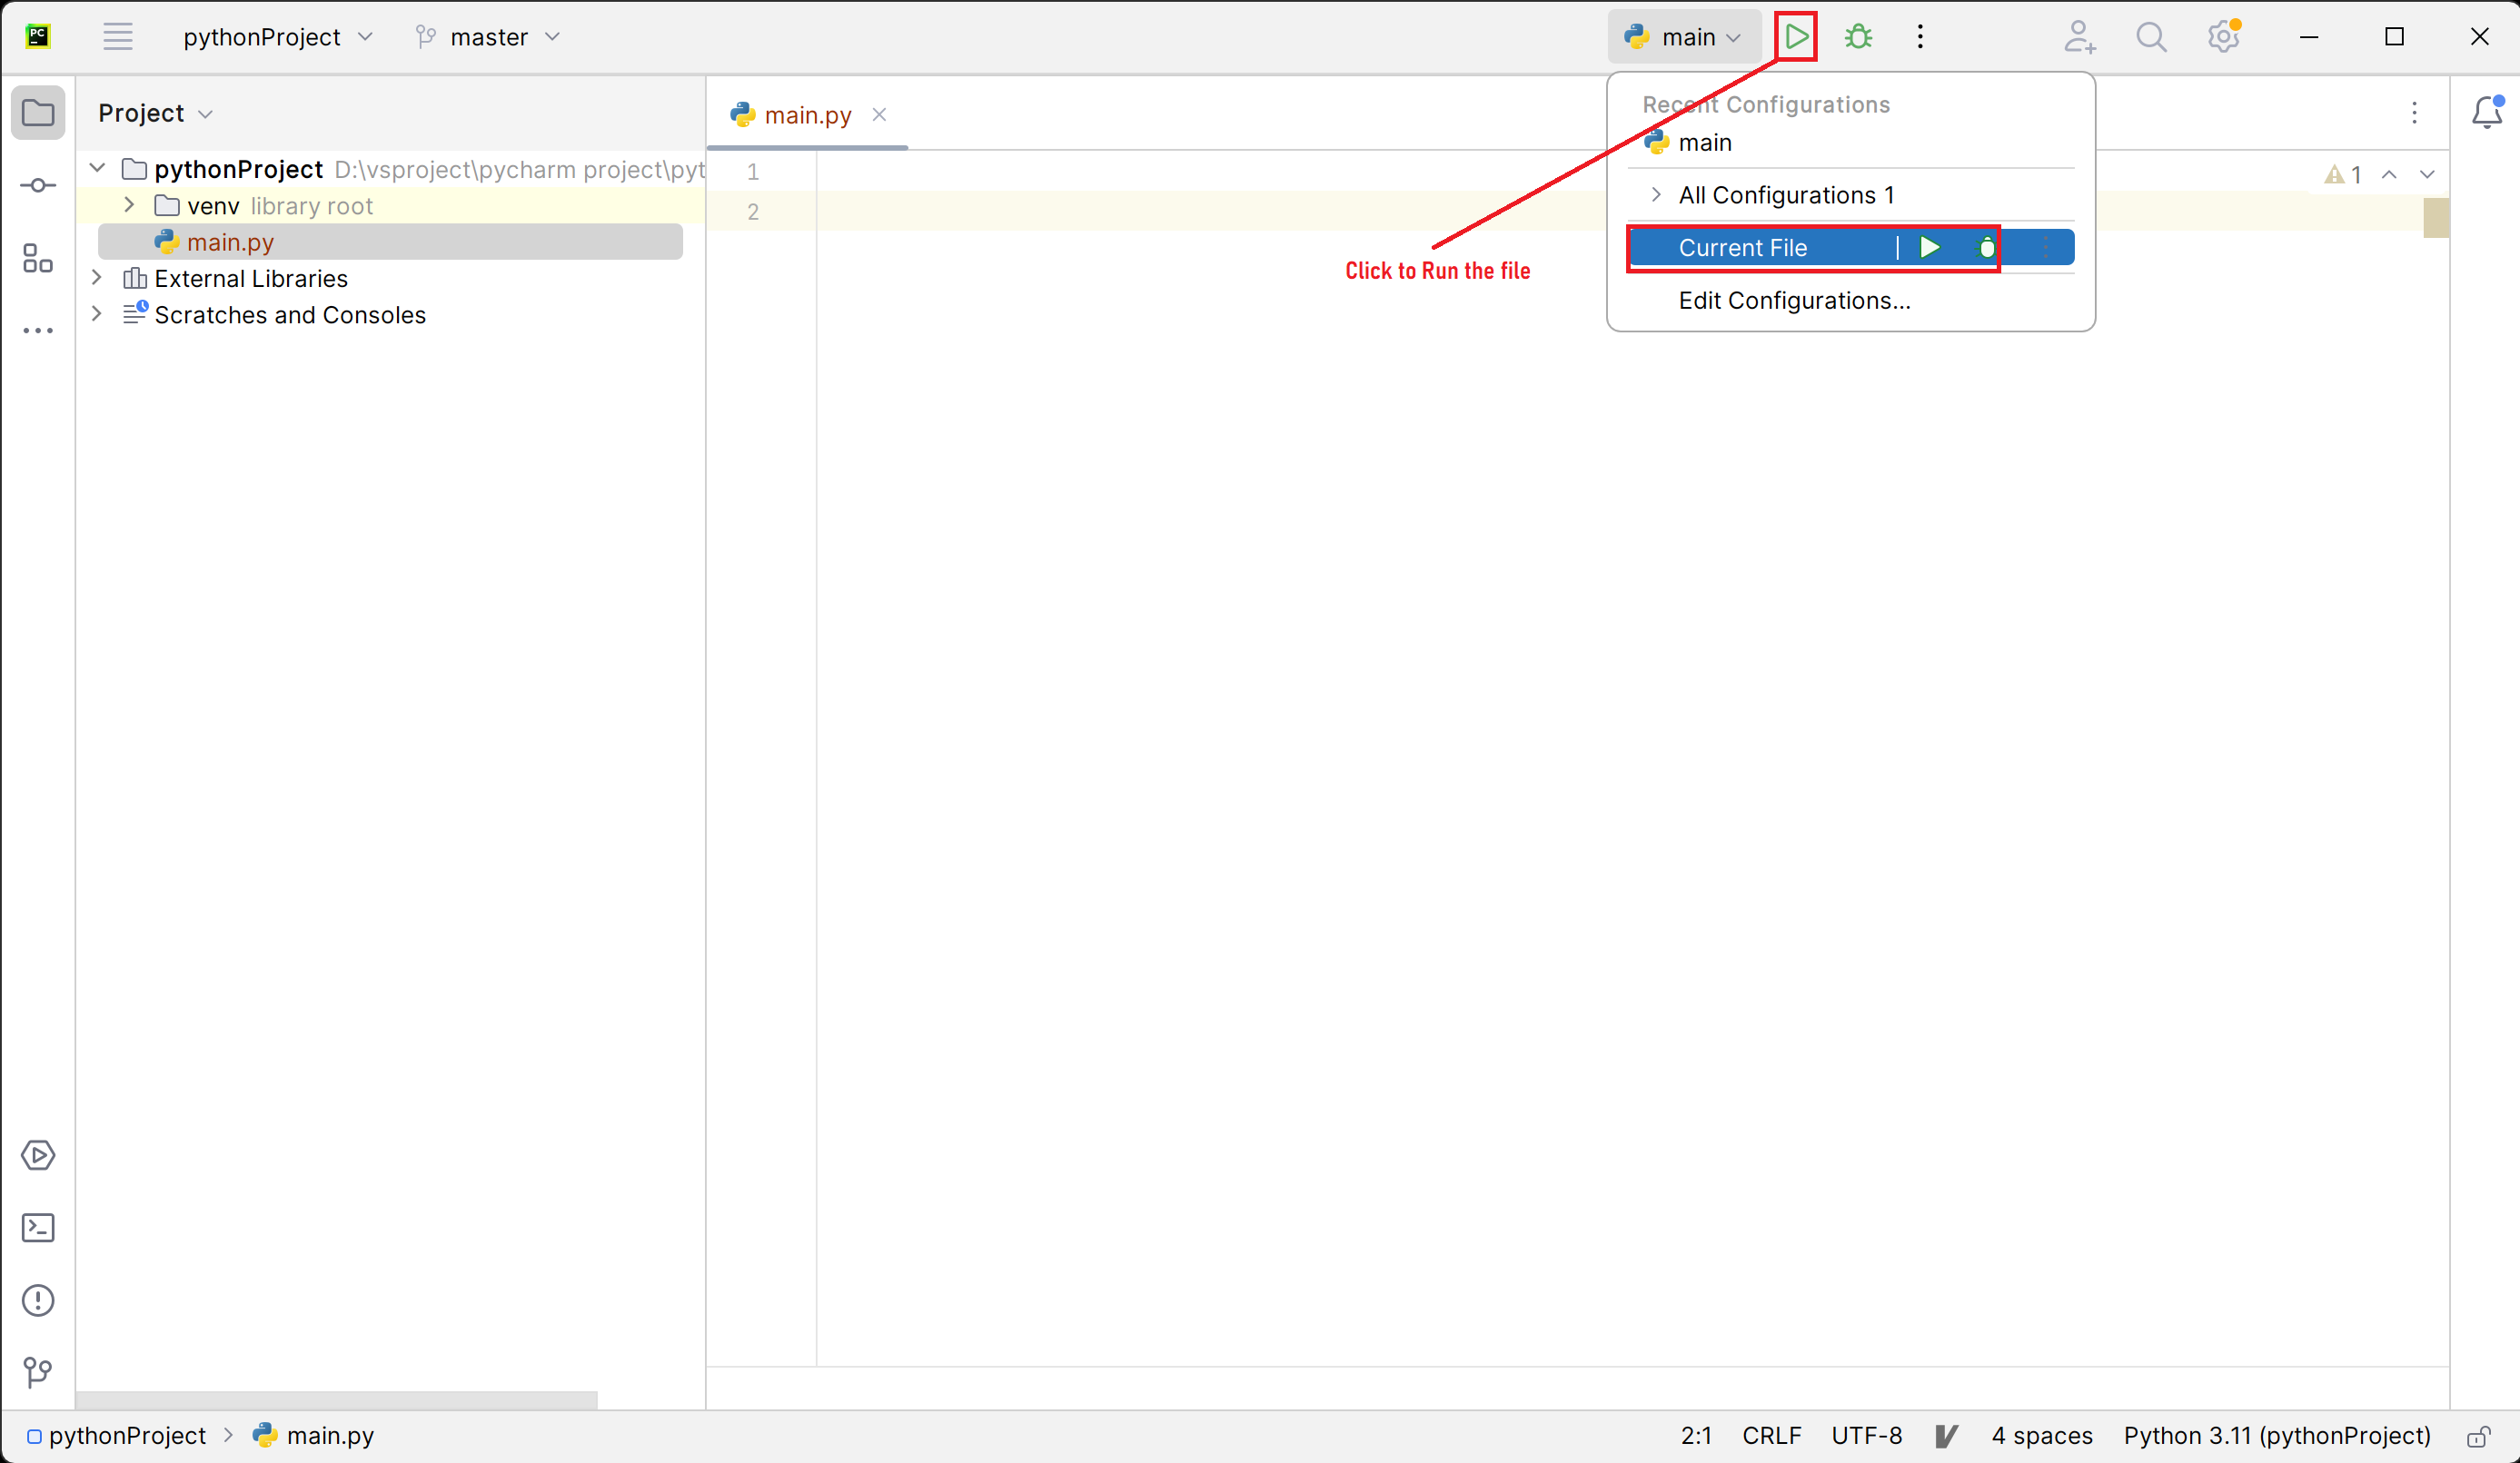 PC
pythonProject
master
main
Project
main.py
Recent Configurations
main
pythonProject D:\vsproject\pycharm project\pyt
1
1
All Configurations 1
venv library root
2
main.py
Current File
Click to Run the file
External Libraries
Edit Configurations...
Scratches and Consoles
pythonProject > main.py
2:1 CRLF UTF-8 4 spaces Python 3.11 (pythonProject)